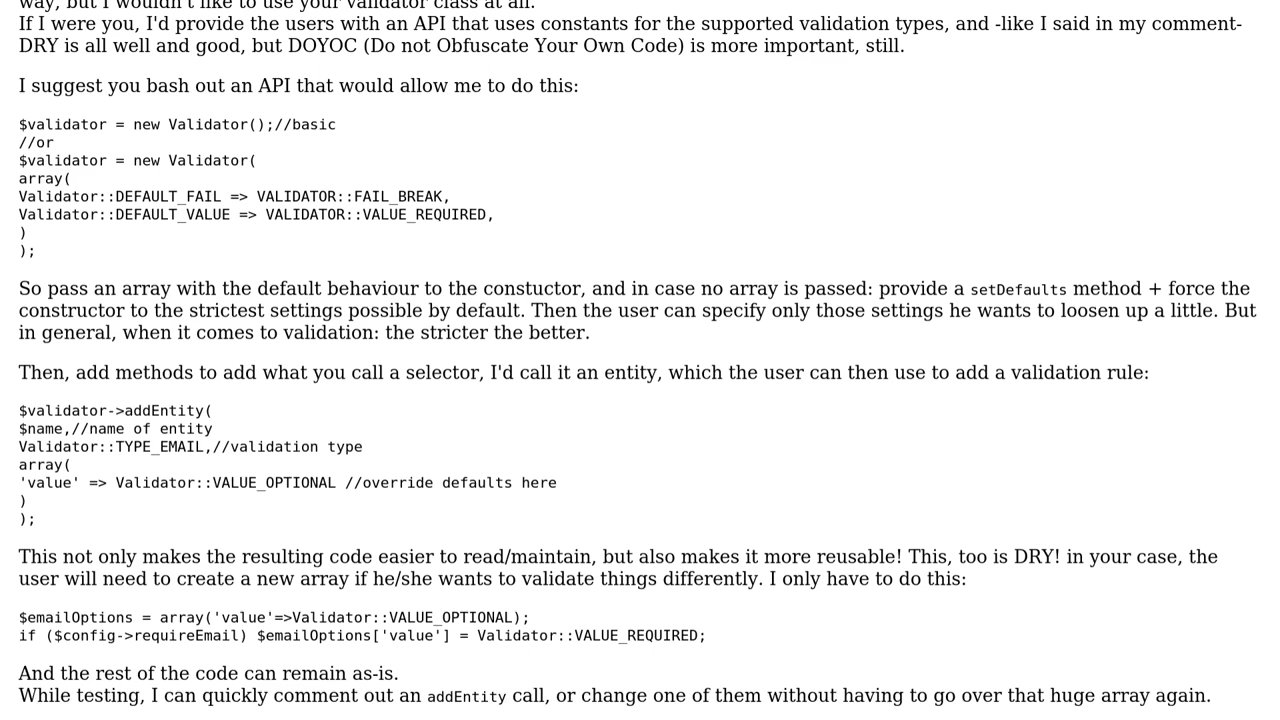 way, but I wouldn't like to use your validator class at all.
If I were you, I'd provide the users with an API that uses constants for the supported validation types, and -like I said in my comment-
DRY is all well and good, but DOYOC (Do not Obfuscate Your Own Code) is more important, still.
I suggest you bash out an API that would allow me to do this:
$validator = new Validator();//basic
//or
$validator = new Validator(
array(
Validator::DEFAULT_FAIL => VALIDATOR::FAIL_BREAK,
Validator::DEFAULT_VALUE => VALIDATOR::VALUE_REQUIRED,
)
);
So pass an array with the default behaviour to the constuctor, and in case no array is passed: provide a setDefaults method + force the
constructor to the strictest settings possible by default. Then the user can specify only those settings he wants to loosen up a little. But
in general, when it comes to validation: the stricter the better.
Then, add methods to add what you call a selector, I'd call it an entity, which the user can then use to add a validation rule:
$validator->addEntity(
$name,//name of entity
Validator::TYPE_EMAIL,//validation type
array(
'value' => Validator::VALUE_OPTIONAL //override defaults here
)
);
This not only makes the resulting code easier to read/maintain, but also makes it more reusable! This, too is DRY! in your case, the
user will need to create a new array if he/she wants to validate things differently. I only have to do this:
$emailOptions = array('value'=>Validator::VALUE_OPTIONAL);
if ($config->requireEmail) $emailOptions['value'] = Validator::VALUE_REQUIRED;
And the rest of the code can remain as-is.
While testing, I can quickly comment out an addEntity call, or change one of them without having to go over that huge array again.